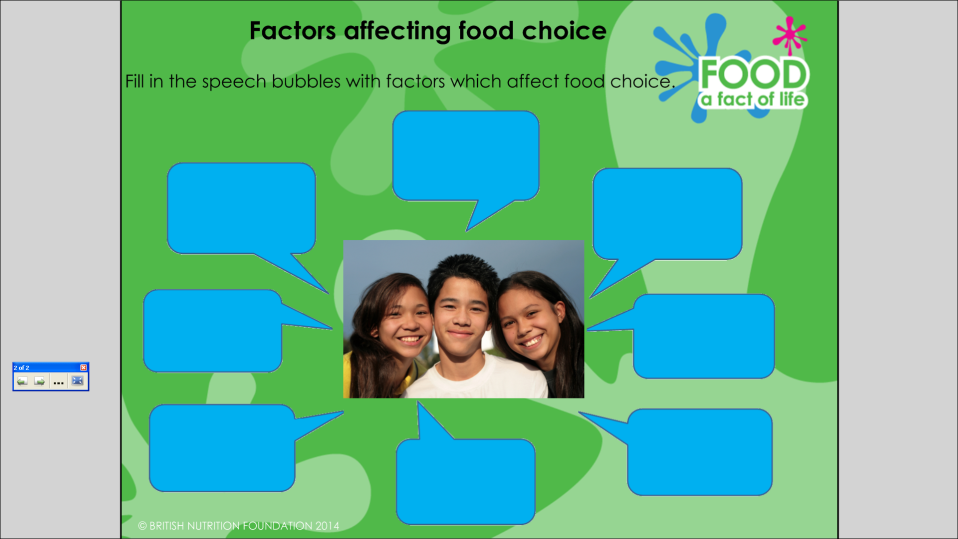 Factors affecting food choice
FOOD
a fact of life
Fill in the speech bubbles with factors which affect food choice.
2 of 2
© BRITISH NUTRITION FOUNDATION 2014